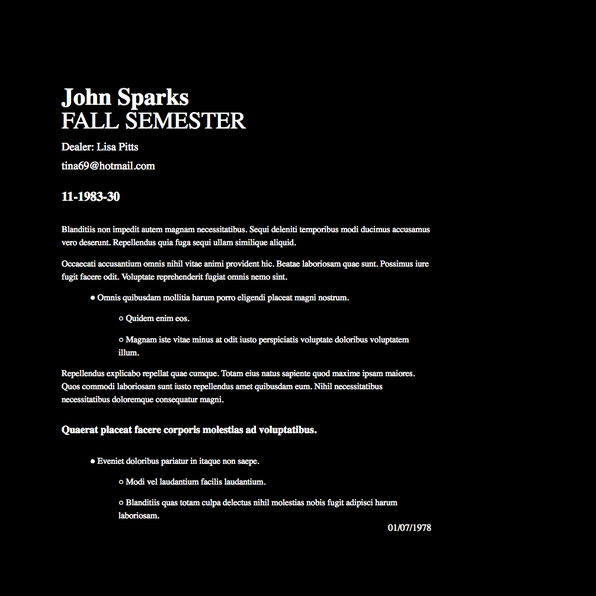 John Sparks
FALL SEMESTER
Dealer: Lisa Pitts
tina69@hotmail.com
11-1983-30
Blanditiis non impedit autem magnam necessitatibus. Sequi deleniti temporibus modi ducimus accusamus
vero deserunt. Repellendus quia fuga sequi ullam similique aliquid.
Occaecati accusantium omnis nihil vitae animi provident hic. Beatae laboriosam quae sunt. Possimus iure
fugit facere odit. Voluptate reprehenderit fugiat omnis nemo sint.
● Omnis quibusdam mollitia harum porro eligendi placeat magni nostrum.
○ Quidem enim eos.
○ Magnam iste vitae minus at odit iusto perspiciatis voluptate doloribus voluptatem
illum.
Repellendus explicabo repellat quae cumque. Totam eius natus sapiente quod maxime ipsam maiores.
Quos commodi laboriosam sunt iusto repellendus amet quibusdam eum. Nihil necessitatibus
necessitatibus doloremque consequatur magni.
Quaerat placeat facere corporis molestias ad voluptatibus.
● Eveniet doloribus pariatur in itaque non saepe.
○ Modi vel laudantium facilis laudantium.
○ Blanditiis quas totam culpa delectus nihil molestias nobis fugit adipisci harum
laboriosam.
01/07/1978